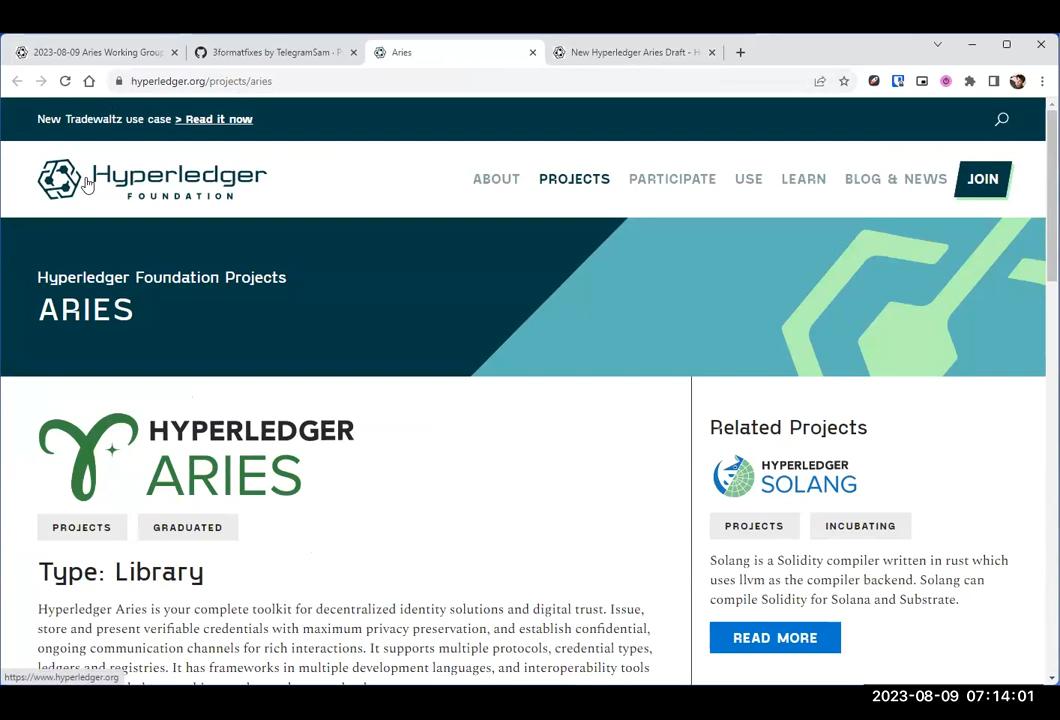 2023-08-09 Aries Working Grou
3formatfixes by TelegramSam · P
Aries
New Hyperledger Aries Draft - H
hyperledger.org/projects/aries
New Tradewaltz use case > Read it now
Hyperledger
FOUNDATION
ABOUT
PROJECTS
PARTICIPATE
USE
LEARN
BLOG & NEWS
JOIN
Hyperledger Foundation Projects
ARIES
HYPERLEDGER
ARIES
PROJECTS
GRADUATED
Type: Library
Hyperledger Aries is your complete toolkit for decentralized identity solutions and digital trust. Issue,
store and present verifiable credentials with maximum privacy preservation, and establish confidential,
ongoing communication channels for rich interactions. It supports multiple protocols, credential types,
ledgers and registries. It has frameworks in multiple development languages, and interoperability tools
Related Projects
HYPERLEDGER
SOLANG
PROJECTS
INCUBATING
Solang is a Solidity compiler written in rust which
uses llvm as the compiler backend. Solang can
compile Solidity for Solana and Substrate.
READ MORE
https://www.hyperledger.org
2023-08-09 07:14:01